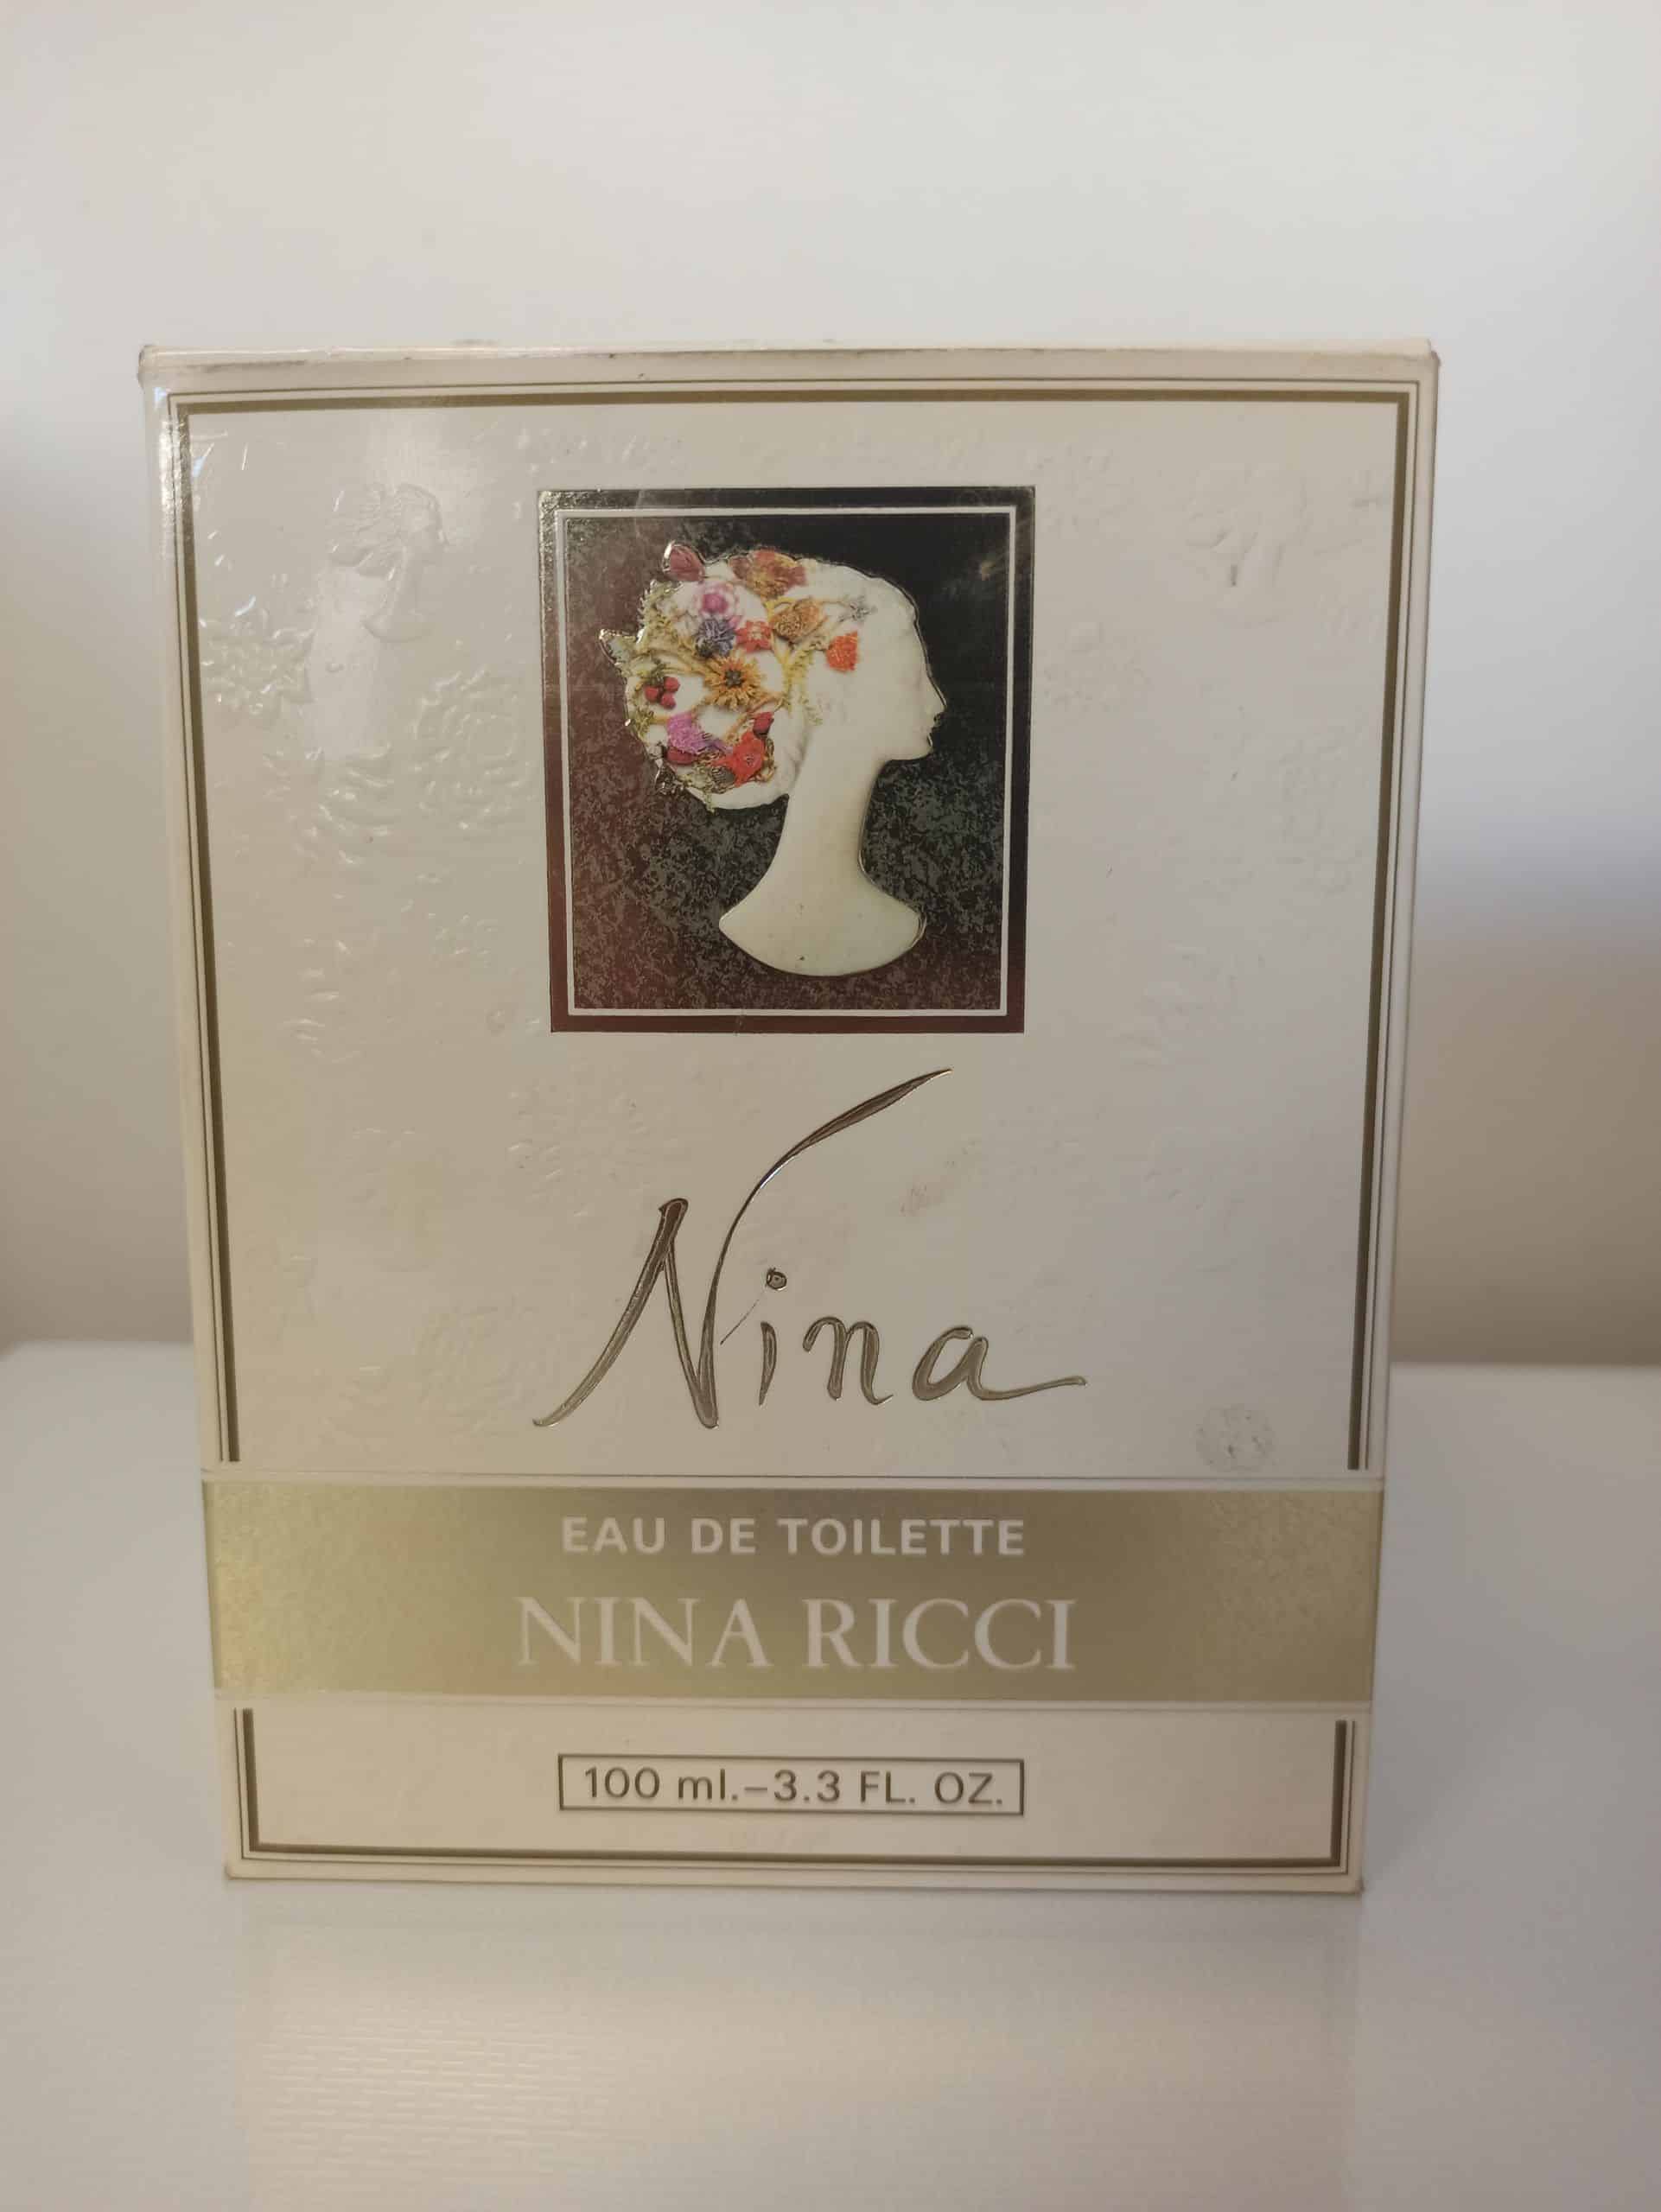 Nina
EAU DE TOILETTE
NINA RICCI
100 ml.–3.3 FL. OZ.